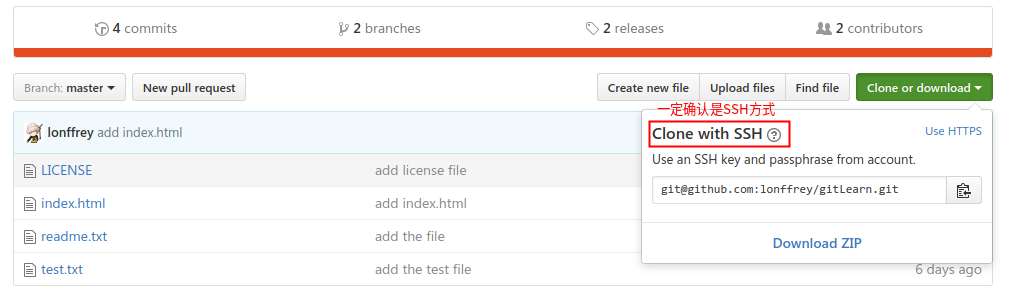 4 commits
2 branches
2 releases
2 contributors
Branch: master
New pull request
Create new file
Upload files
Find file
Clone or download
一定确认是SSH方式
lonffrey add index.html
Clone with SSH ?
Use HTTPS
Use an SSH key and passphrase from account.
LICENSE
add license file
git@github.com:lonffrey/gitLearn.git
index.html
add index.html
readme.txt
add the file
Download ZIP
test.txt
add the test file
6 days ago